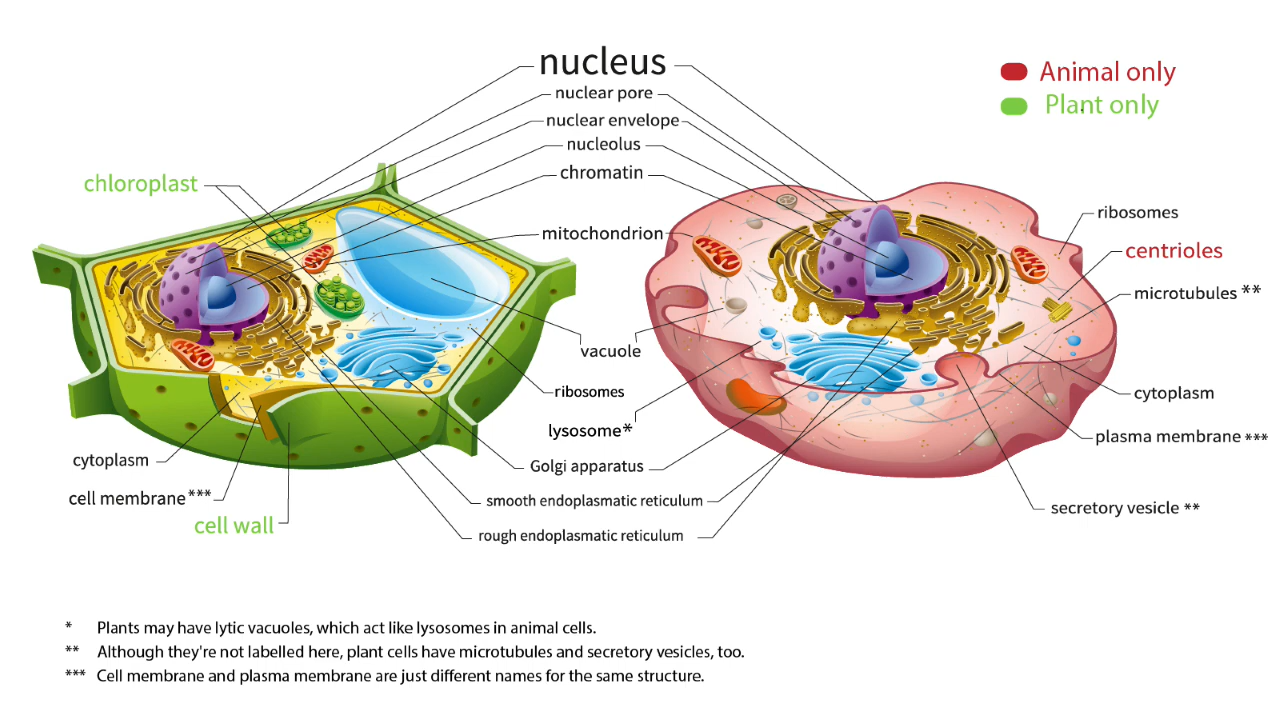 nucleus
nuclear pore
nuclear envelope
nucleolus
chromatin
mitochondrion
vacuole
ribosomes
lysosome*
Golgi apparatus
smooth endoplasmatic reticulum
rough endoplasmatic reticulum
chloroplast
cytoplasm
cell membrane***
cell wall
Animal only
Plant only
ribosomes
centrioles
microtubules **
cytoplasm
plasma membrane ***
secretory vesicle **
* Plants may have lytic vacuoles, which act like lysosomes in animal cells.
** Although they're not labelled here, plant cells have microtubules and secretory vesicles, too.
*** Cell membrane and plasma membrane are just different names for the same structure.